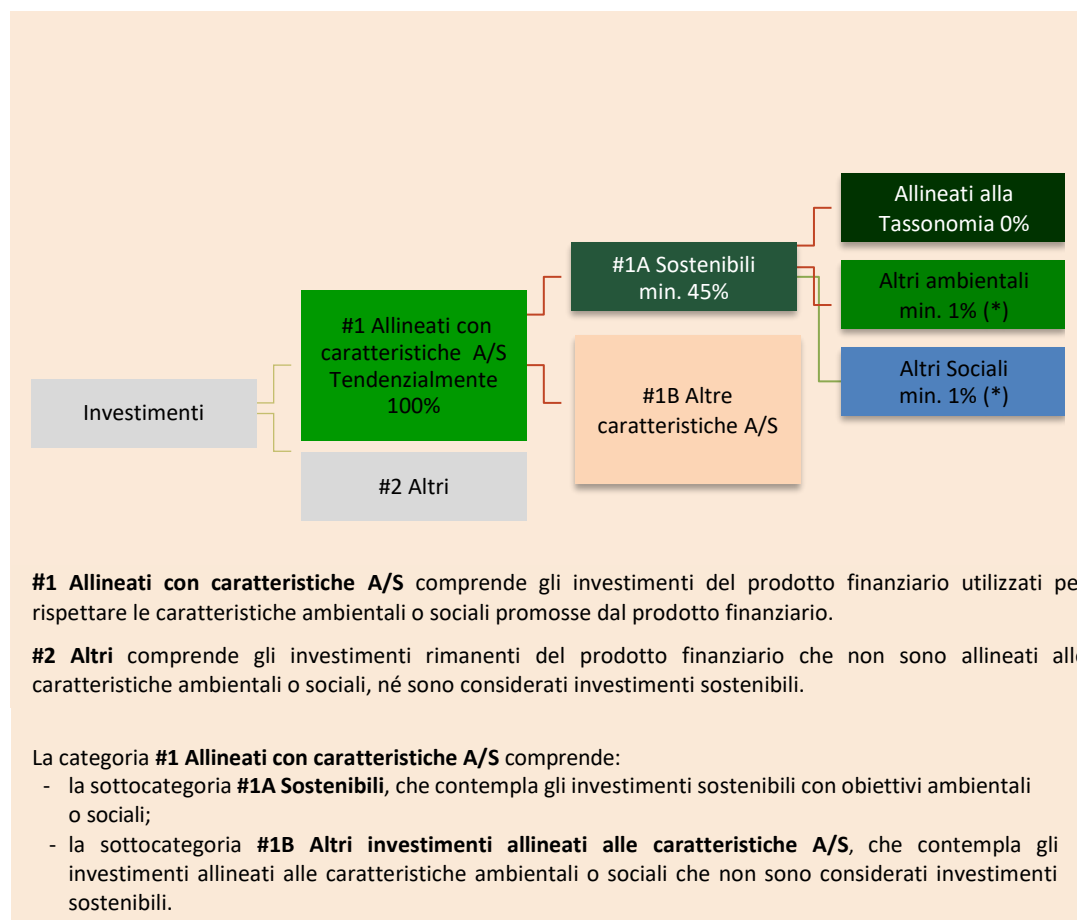 Allineati alla
Tassonomia 0%
#1A Sostenibili
min. 45%
Altri ambientali
min. 1% (*)
#1 Allineati con
caratteristiche A/S
Tendenzialmente
100%
Altri Sociali
min. 1% (*)
Investimenti
#1B Altre
caratteristiche A/S
#2 Altri
#1 Allineati con caratteristiche A/S comprende gli investimenti del prodotto finanziario utilizzati pe
rispettare le caratteristiche ambientali o sociali promosse dal prodotto finanziario.
#2 Altri comprende gli investimenti rimanenti del prodotto finanziario che non sono allineati all
caratteristiche ambientali o sociali, né sono considerati investimenti sostenibili.
La categoria #1 Allineati con caratteristiche A/S comprende:
- la sottocategoria #1A Sostenibili, che contempla gli investimenti sostenibili con obiettivi ambientali
o sociali;
- la sottocategoria #1B Altri investimenti allineati alle caratteristiche A/S, che contempla gli
investimenti allineati alle caratteristiche ambientali o sociali che non sono considerati investimenti
sostenibili.